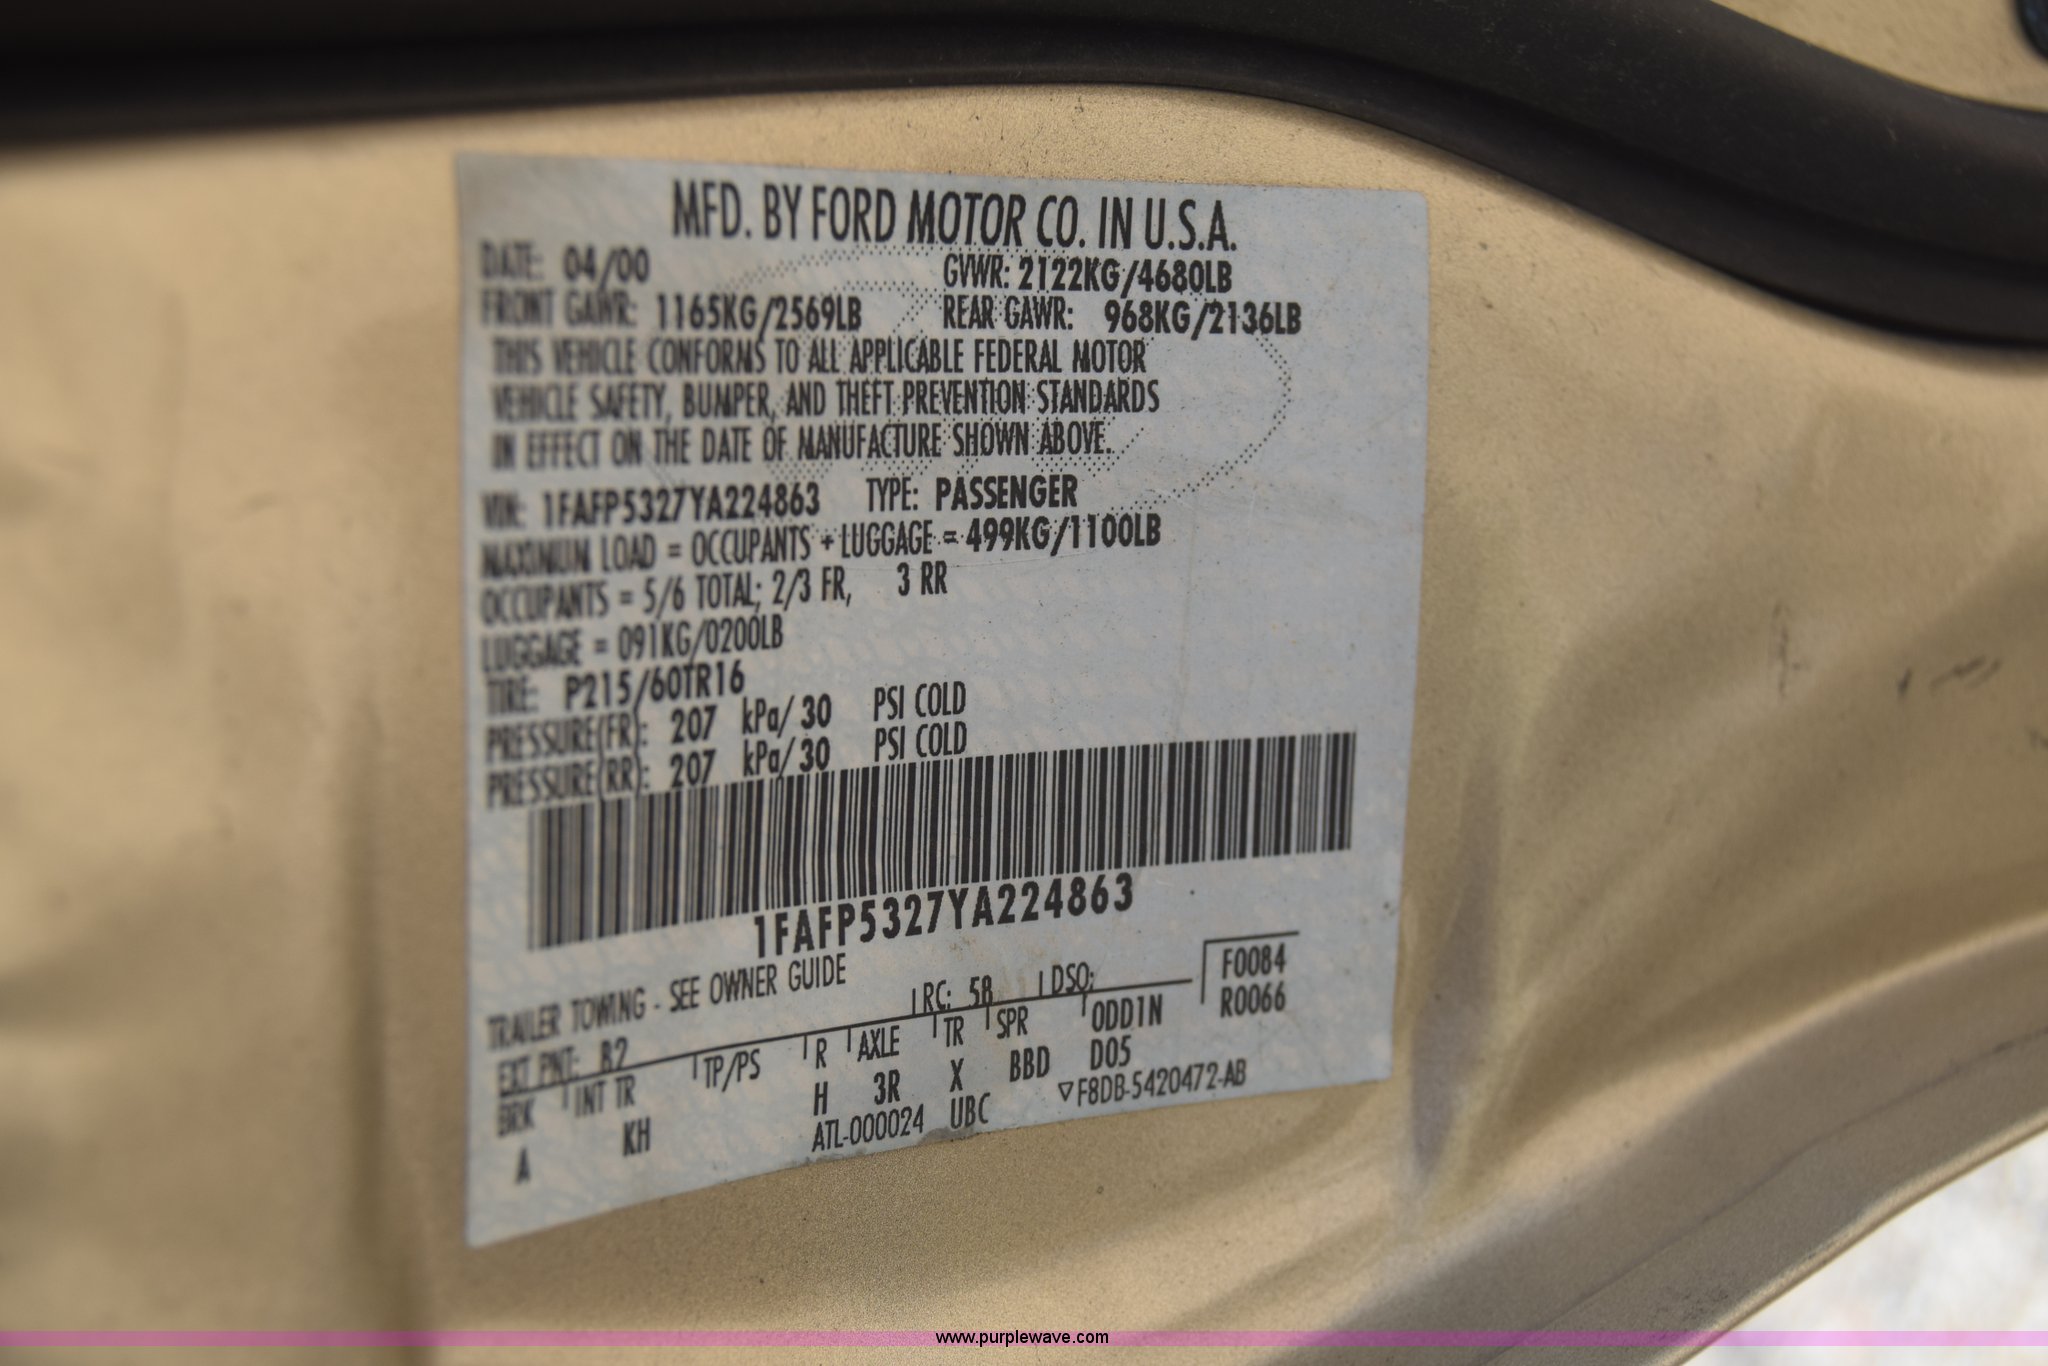 MFD. BY FORD MOTOR CO. IN U.S.A.
DATE: 04/00 GVWR: 2122KG/4680LB
FRONT GAWR: 1165KG/2569LB REAR GAWR: 968KG/2136LB
THIS VEHICLE CONFORMS TO ALL APPLICABLE FEDERAL MOTOR
VEHICLE SAFETY, BUMPER, AND THEFT PREVENTION STANDARDS
IN EFFECT ON THE DATE OF MANUFACTURE SHOWN ABOVE.
VIN: 1FAFP5327YA224863 TYPE: PASSENGER
MAXIMUM LOAD = OCCUPANTS + LUGGAGE = 499KG/1100LB
OCCUPANTS = 5/6 TOTAL; 2/3 FR, 3 RR
LUGGAGE = 091KG/0200LB
TIRE: P215/60TR16
PRESSURE(FR): 207 kPa/ 30 PSI COLD
PRESSURE(RR): 207 kPa/ 30 PSI COLD
1FAFP5327YA224863
TRAILER TOWING - SEE OWNER GUIDE
EXT PNT: B2 RC: 58 DSO: F0084
R0066
BRK INT TR TP/PS R AXLE TR SPR ODD1N
A KH H 3R X BBD D05
ATL-000024 UBC ▽F8DB-5420472-AB
www.purplewave.com